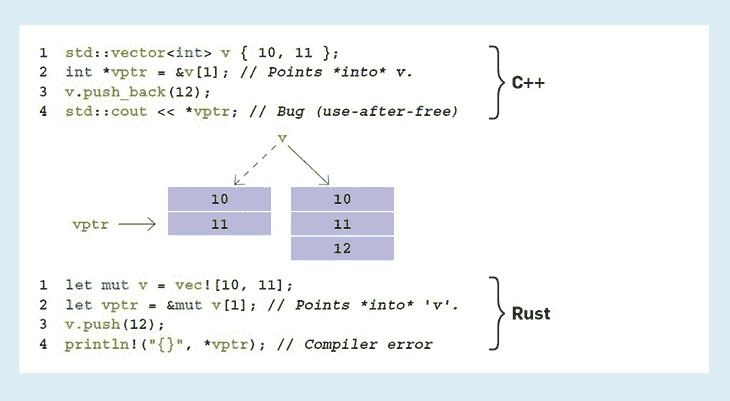 1 std::vector<int> v { 10, 11 };
2 int *vptr = &v[1]; // Points *into* v.
3 v.push_back(12);
4 std::cout << *vptr; // Bug (use-after-free)
C++
v
10 10
vptr 11 11
12
1 let mut v = vec![10, 11];
2 let vptr = &mut v[1]; // Points *into* 'v'.
3 v.push(12);
4 println!("{}", *vptr); // Compiler error
Rust